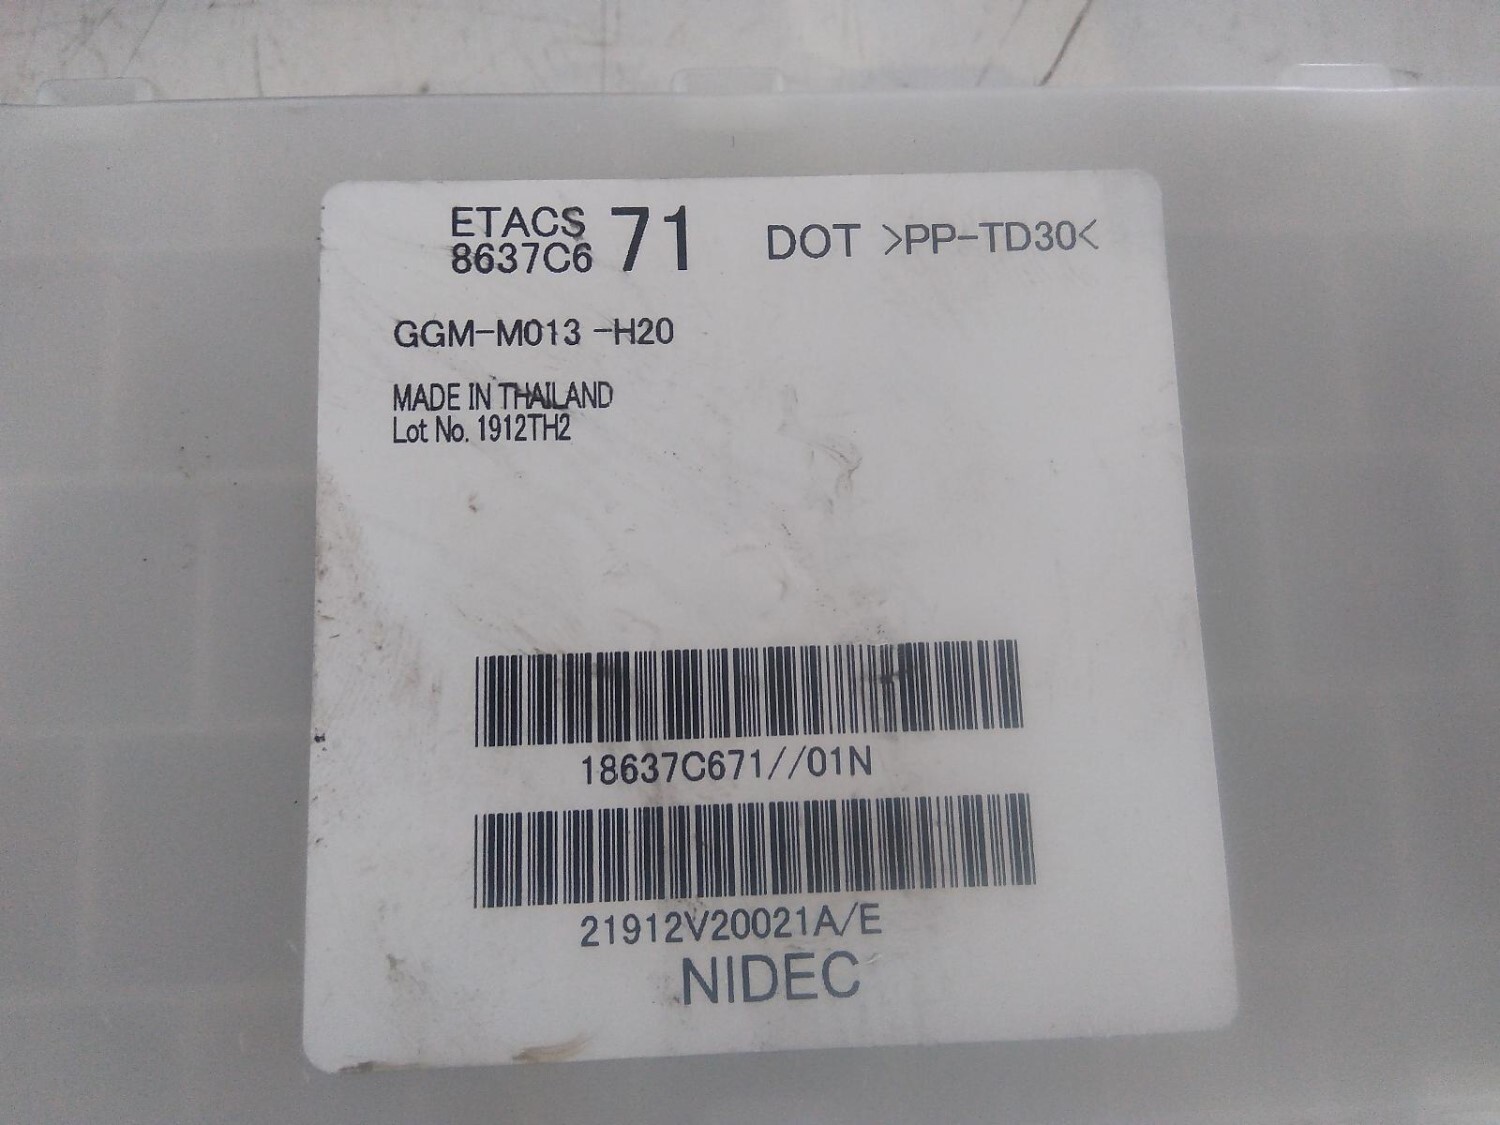 ETACS
8637C6 71
DOT >PP-TD30<
GGM-M013 -H20
MADE IN THAILAND
Lot No. 1912TH2
18637C671//01N
21912V20021A/E
NIDEC